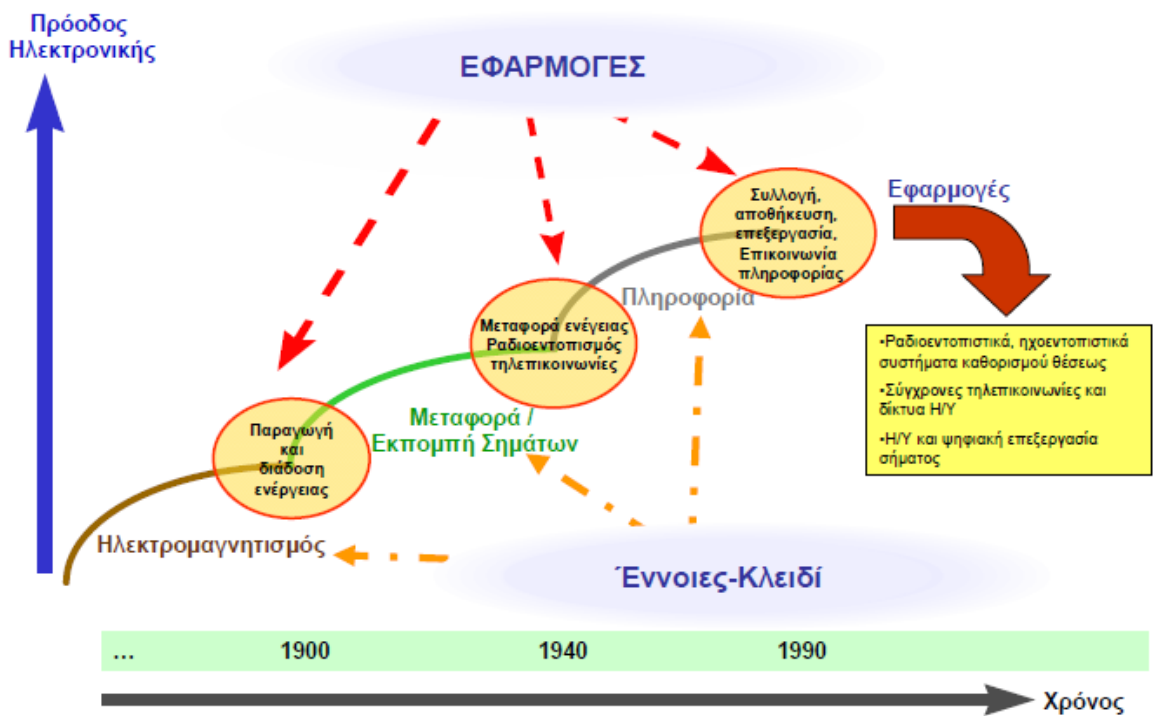 Πρόοδος
Ηλεκτρονικής
ΕΦΑΡΜΟΓΕΣ
Συλλογή,
αποθήκευση,
επεξεργασία,
Επικοινωνία
πληροφορίας
Εφαρμογές
Πληροφορία
Μεταφορά ενέγειας
Ραδιοεντοπισμός
τηλεπικοινωνίες
•Ραδιοεντοπιστικά, ηχοεντοπιστικά
συστήματα καθορισμού θέσεως
•Σύγχρονες τηλεπικοινωνίες και
δίκτυα Η/Υ
•Η/Υ και ψηφιακή επεξεργασία
σήματος
Μεταφορά /
Εκπομπή Σημάτων
Παραγωγή
και
διάδοση
ενέργειας
Ηλεκτρομαγνητισμός
Έννοιες-Κλειδί
... 1900 1940 1990
Χρόνος